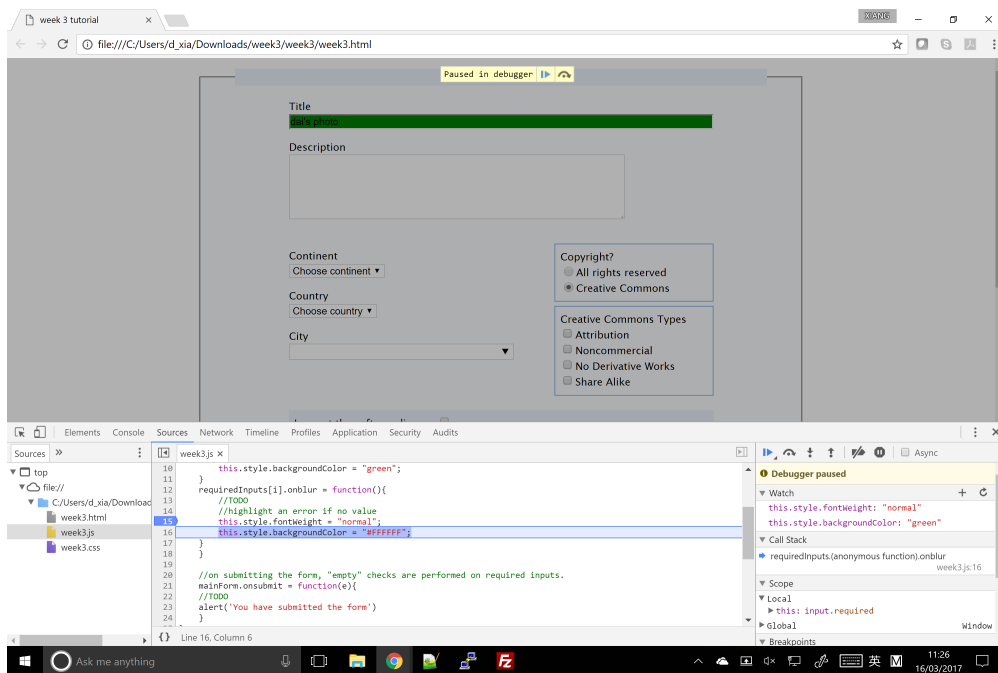 week 3 tutorial
XIANG
file:///C:/Users/d_xia/Downloads/week3/week3/week3.html
Paused in debugger
Title
dai's photo
Description
Continent
Choose continent
Country
Choose country
City
Copyright?
All rights reserved
Creative Commons
Creative Commons Types
Attribution
Noncommercial
No Derivative Works
Share Alike
Elements Console Sources Network Timeline Profiles Application Security Audits
Sources »
week3.js
Async
top
file://
C:/Users/d_xia/Download
week3.html
week3.js
week3.css
10 this.style.backgroundColor = "green";
11 }
12 requiredInputs[i].onblur = function(){
13 //TODO
14 //highlight an error if no value
15 this.style.fontWeight = "normal";
16 this.style.backgroundColor = "#FFFFFF";
17 }
18 }
19
20 //on submitting the form, "empty" checks are performed on required inputs.
21 mainForm.onsubmit = function(e){
22 //TODO
23 alert('You have submitted the form')
24 }
{} Line 16, Column 6
Debugger paused
Watch
this.style.fontWeight: "normal"
this.style.backgroundColor: "green"
Call Stack
requiredInputs.(anonymous function).onblur
week3.js:16
Scope
Local
this: input.required
Global Window
Breakpoints
Ask me anything
英
M
11:26
16/03/2017